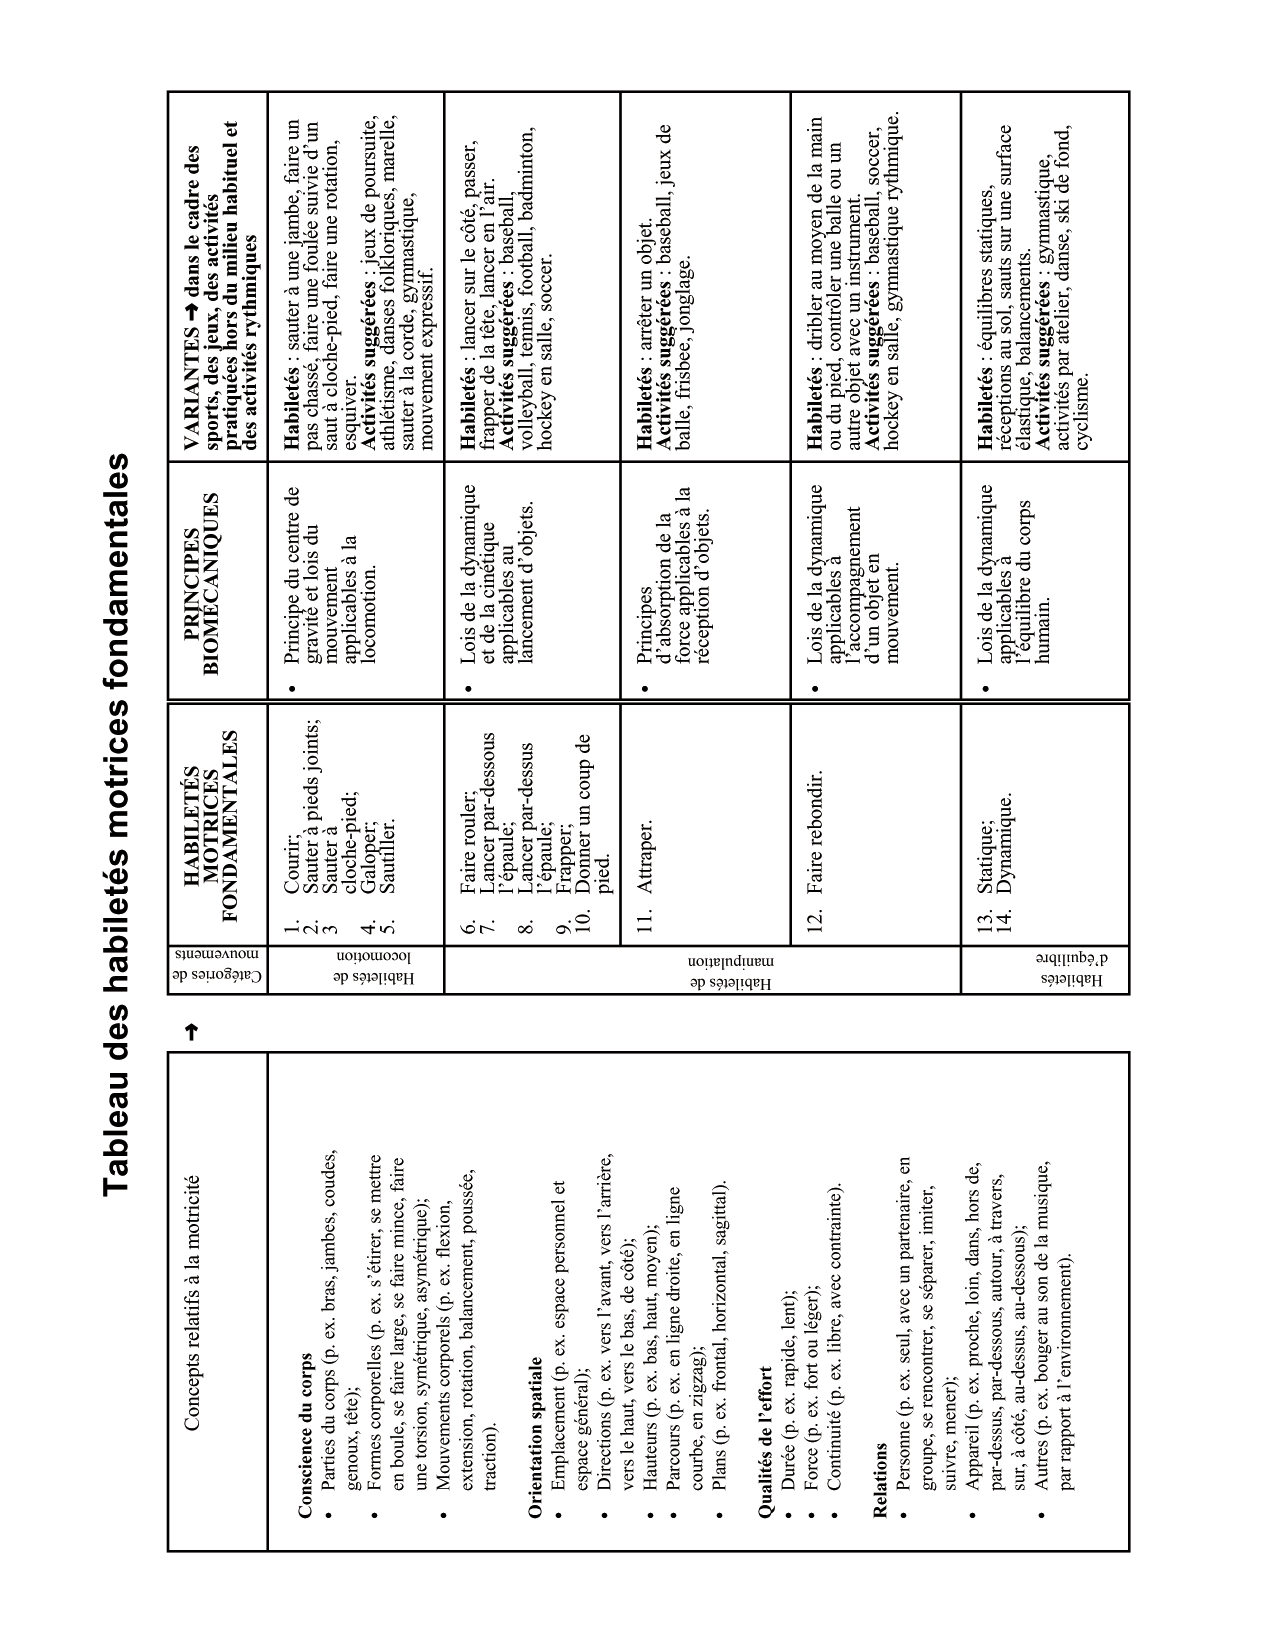 Tableau des habiletés motrices fondamentales
Concepts relatifs à la motricité
➔
Conscience du corps
• Parties du corps (p. ex. bras, jambes, coudes,
genoux, tête);
• Formes corporelles (p. ex. s’étirer, se mettre
en boule, se faire large, se faire mince, faire
une torsion, symétrique, asymétrique);
• Mouvements corporels (p. ex. flexion,
extension, rotation, balancement, poussée,
traction).
Orientation spatiale
• Emplacement (p. ex. espace personnel et
espace général);
• Directions (p. ex. vers l’avant, vers l’arrière,
vers le haut, vers le bas, de côté);
• Hauteurs (p. ex. bas, haut, moyen);
• Parcours (p. ex. en ligne droite, en ligne
courbe, en zigzag);
• Plans (p. ex. frontal, horizontal, sagittal).
Qualités de l’effort
• Durée (p. ex. rapide, lent);
• Force (p. ex. fort ou léger);
• Continuité (p. ex. libre, avec contrainte).
Relations
• Personne (p. ex. seul, avec un partenaire, en
groupe, se rencontrer, se séparer, imiter,
suivre, mener);
• Appareil (p. ex. proche, loin, dans, hors de,
par-dessus, par-dessous, autour, à travers,
sur, à côté, au-dessus, au-dessous);
• Autres (p. ex. bouger au son de la musique,
par rapport à l’environnement).
Catégories de
mouvements
HABILETÉS
MOTRICES
FONDAMENTALES
PRINCIPES
BIOMECANIQUES
VARIANTES ➔ dans le cadre des
sports, des jeux, des activités
pratiquées hors du milieu habituel et
des activités rythmiques
Habiletés de
locomotion
1. Courir;
2. Sauter à pieds joints;
3 Sauter à
cloche-pied;
4. Galoper;
5. Sautiller.
• Principe du centre de
gravité et lois du
mouvement
applicables à la
locomotion.
Habiletés : sauter à une jambe, faire un
pas chassé, faire une foulée suivie d’un
saut à cloche-pied, faire une rotation,
esquiver.
Activités suggérées : jeux de poursuite,
athlétisme, danses folkloriques, marelle,
sauter à la corde, gymnastique,
mouvement expressif.
Habiletés de
manipulation
6. Faire rouler;
7. Lancer par-dessous
l’épaule;
8. Lancer par-dessus
l’épaule;
9. Frapper;
10. Donner un coup de
pied.
• Lois de la dynamique
et de la cinétique
applicables au
lancement d’objets.
Habiletés : lancer sur le côté, passer,
frapper de la tête, lancer en l’air.
Activités suggérées : baseball,
volleyball, tennis, football, badminton,
hockey en salle, soccer.
11. Attraper.
• Principes
d’absorption de la
force applicables à la
réception d’objets.
Habiletés : arrêter un objet.
Activités suggérées : baseball, jeux de
balle, frisbee, jonglage.
12. Faire rebondir.
• Lois de la dynamique
applicables à
l’accompagnement
d’un objet en
mouvement.
Habiletés : dribler au moyen de la main
ou du pied, contrôler une balle ou un
autre objet avec un instrument.
Activités suggérées : baseball, soccer,
hockey en salle, gymnastique rythmique.
Habiletés
d’équilibre
13. Statique;
14. Dynamique.
• Lois de la dynamique
applicables à
l’équilibre du corps
humain.
Habiletés : équilibres statiques,
réceptions au sol, sauts sur une surface
élastique, balancements.
Activités suggérées : gymnastique,
activités par atelier, danse, ski de fond,
cyclisme.